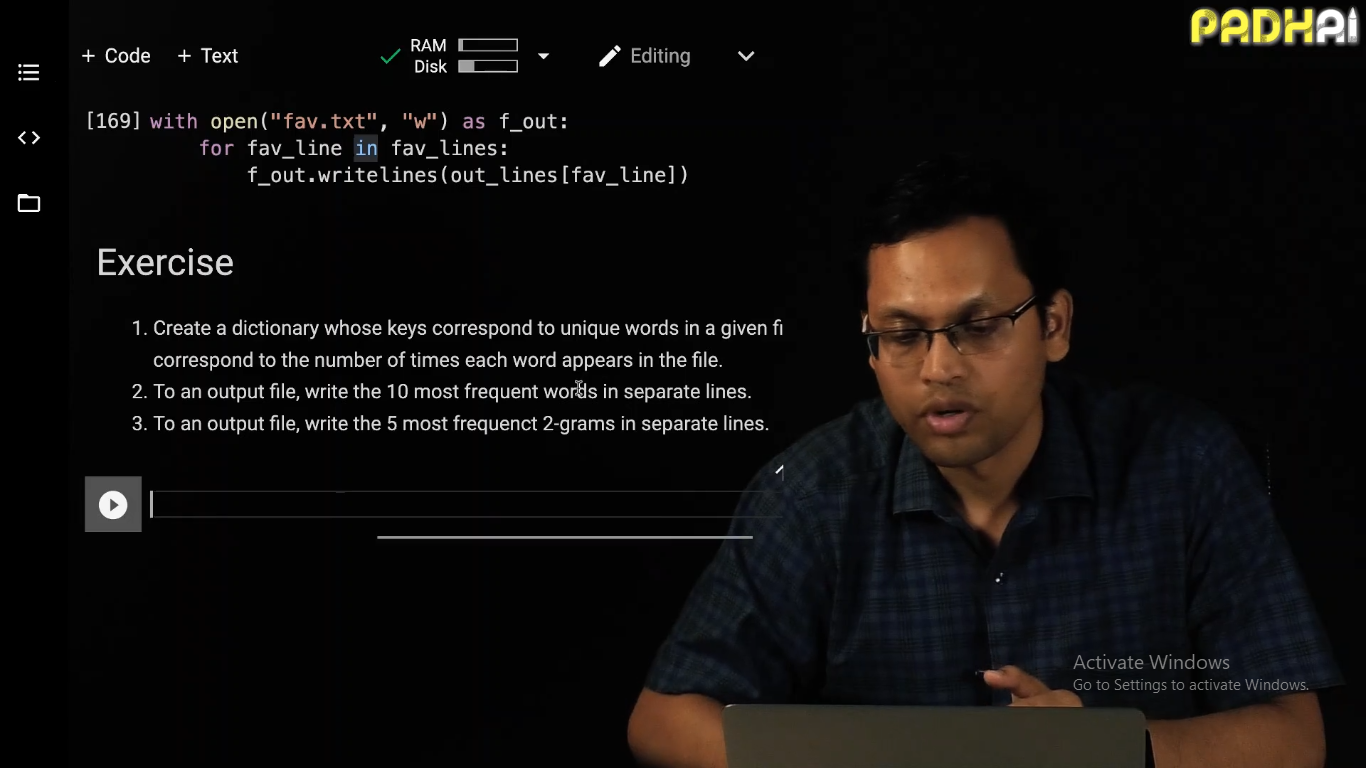 PADHAI
+ Code + Text RAM Editing
Disk
[169] with open("fav.txt", "w") as f_out:
for fav_line in fav_lines:
f_out.writelines(out_lines[fav_line])
Exercise
1. Create a dictionary whose keys correspond to unique words in a given fi
correspond to the number of times each word appears in the file.
2. To an output file, write the 10 most frequent words in separate lines.
3. To an output file, write the 5 most frequenct 2-grams in separate lines.
Activate Windows
Go to Settings to activate Windows.